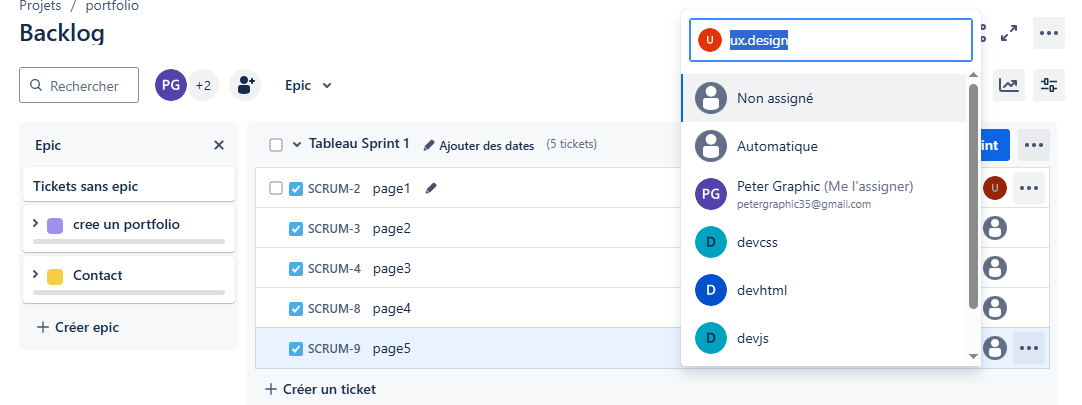 Projets / portfolio
Backlog
Rechercher
PG
+2
Epic
Epic
Tickets sans epic
cree un portfolio
Contact
Créer epic
Tableau Sprint 1
Ajouter des dates
(5 tickets)
SCRUM-2 page1
SCRUM-3 page2
SCRUM-4 page3
SCRUM-8 page4
SCRUM-9 page5
Créer un ticket
U ux.design
Non assigné
Automatique
PG Peter Graphic (Me l'assigner)
petergraphic35@gmail.com
D devcss
D devhtml
D devjs
int
U